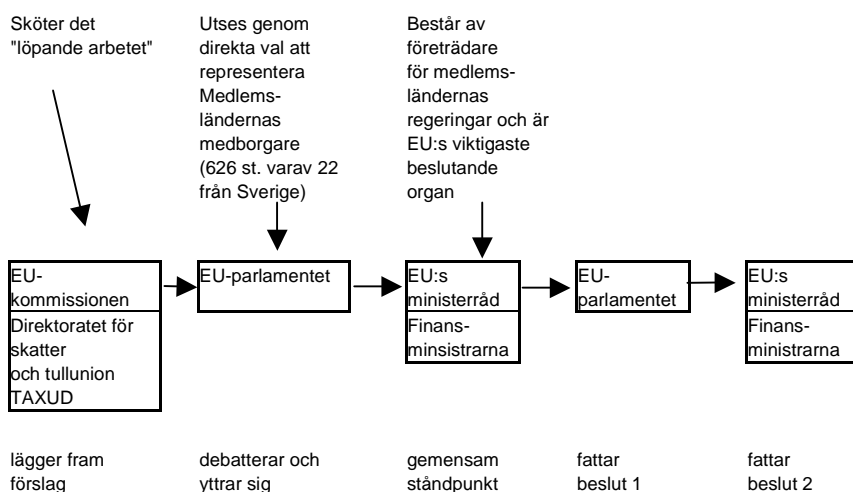 Sköter det
"löpande arbetet"
Utses genom
direkta val att
representera
Medlems-
ländernas
medborgare
(626 st. varav 22
från Sverige)
Består av
företrädare
för medlems-
ländernas
regeringar och är
EU:s viktigaste
beslutande
organ
EU-
kommissionen
Direktoratet för
skatter
och tullunion
TAXUD
EU-parlamentet
EU:s
ministerråd
Finans-
minsistrarna
EU-
parlamentet
EU:s
ministerråd
Finans-
ministrarna
lägger fram
förslag
debatterar och
yttrar sig
gemensam
ståndpunkt
fattar
beslut 1
fattar
beslut 2